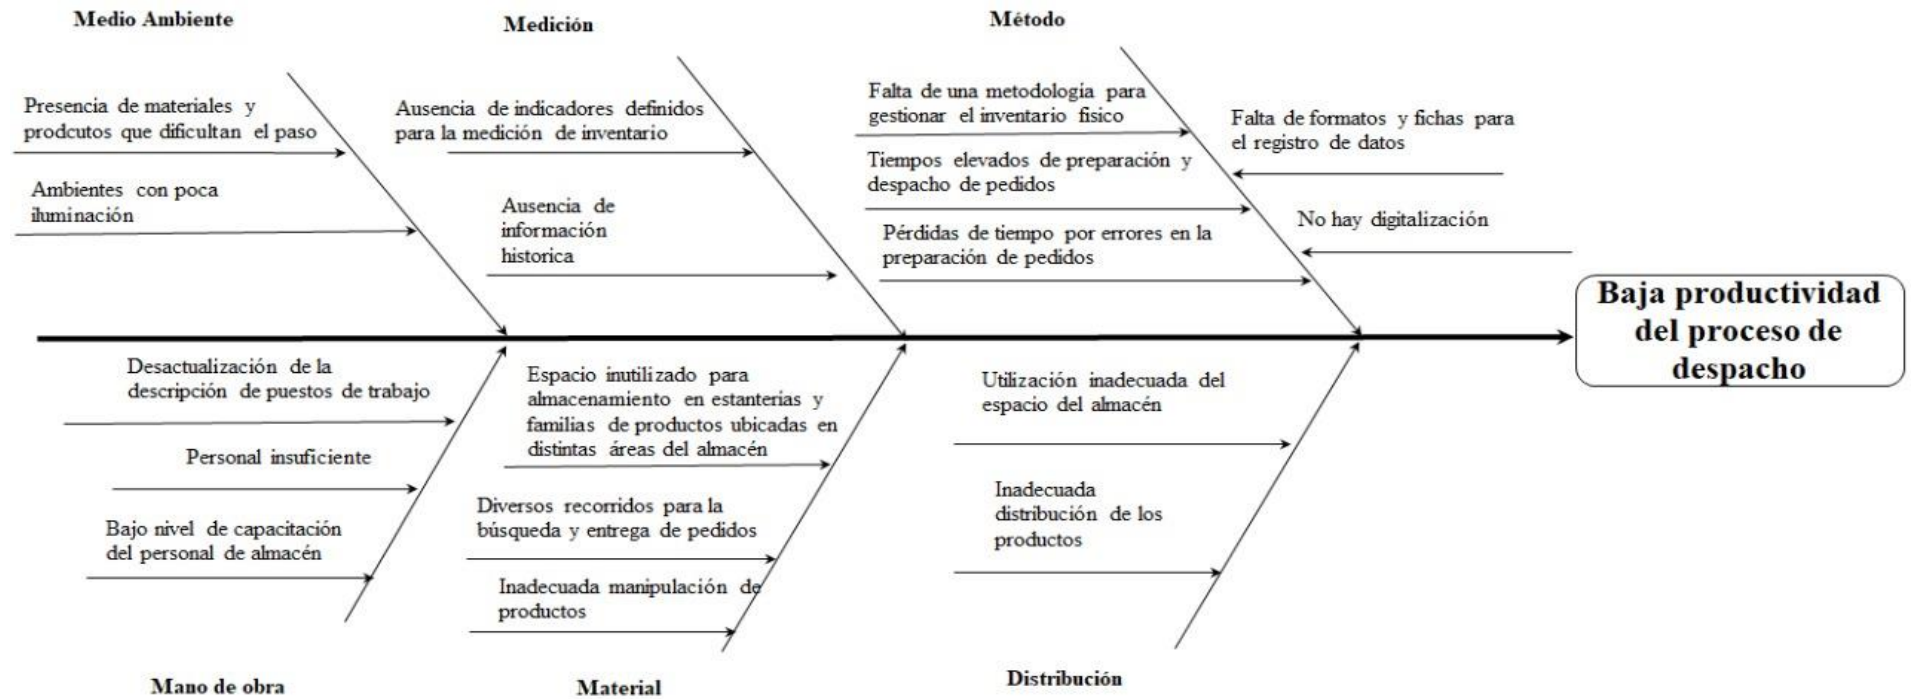 Medio Ambiente
Presencia de materiales y
prodcutos que dificultan el paso
Ambientes con poca
iluminación
Medición
Ausencia de indicadores definidos
para la medición de inventario
Ausencia de
información
historica
Método
Falta de una metodología para
gestionar el inventario físico
Tiempos elevados de preparación y
despacho de pedidos
Pérdidas de tiempo por errores en la
preparación de pedidos
Falta de formatos y fichas para
el registro de datos
No hay digitalización
Baja productividad
del proceso de
despacho
Desactualización de la
descripción de puestos de trabajo
Personal insuficiente
Bajo nivel de capacitación
del personal de almacén
Mano de obra
Espacio inutilizado para
almacenamiento en estanterias y
familias de productos ubicadas en
distintas áreas del almacén
Diversos recorridos para la
búsqueda y entrega de pedidos
Inadecuada manipulación de
productos
Material
Utilización inadecuada del
espacio del almacén
Inadecuada
distribución de los
productos
Distribución